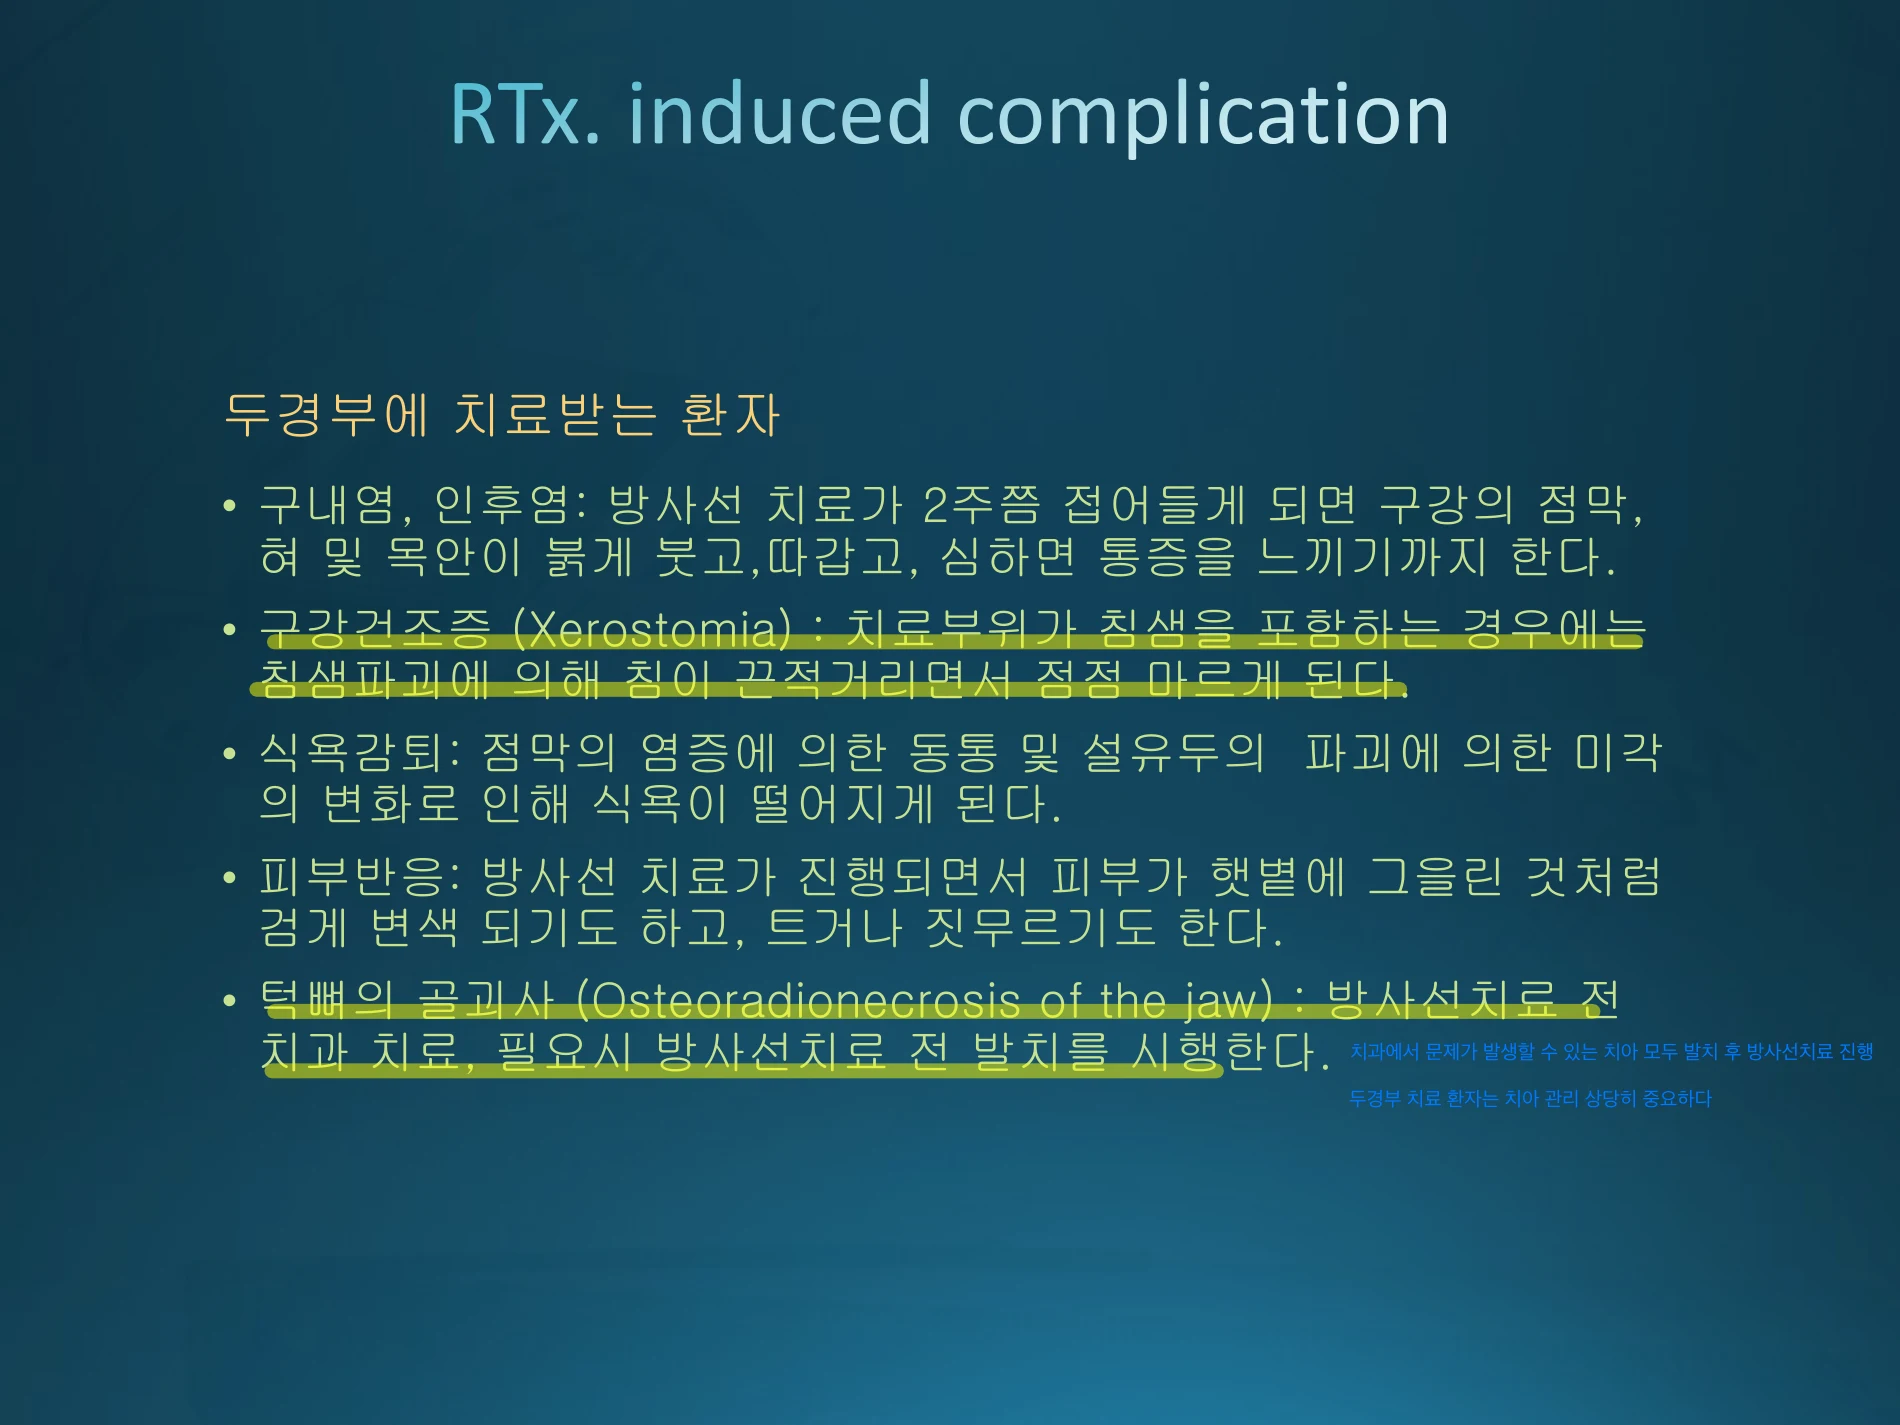 RTx. induced complication
두경부에 치료받는 환자
• 구내염, 인후염: 방사선 치료가 2주쯤 접어들게 되면 구강의 점막,
혀 및 목안이 붉게 붓고,따갑고, 심하면 통증을 느끼기까지 한다.
• 구강건조증 (Xerostomia) : 치료부위가 침샘을 포함하는 경우에는
침샘파괴에 의해 침이 끈적거리면서 점점 마르게 된다.
• 식욕감퇴: 점막의 염증에 의한 동통 및 설유두의 파괴에 의한 미각
의 변화로 인해 식욕이 떨어지게 된다.
• 피부반응: 방사선 치료가 진행되면서 피부가 햇볕에 그을린 것처럼
검게 변색 되기도 하고, 트거나 짓무르기도 한다.
• 턱뼈의 골괴사 (Osteoradionecrosis of the jaw) : 방사선치료 전
치과 치료, 필요시 방사선치료 전 발치를 시행한다.
치과에서 문제가 발생할 수 있는 치아 모두 발치 후 방사선치료 진행
두경부 치료 환자는 치아 관리 상당히 중요하다